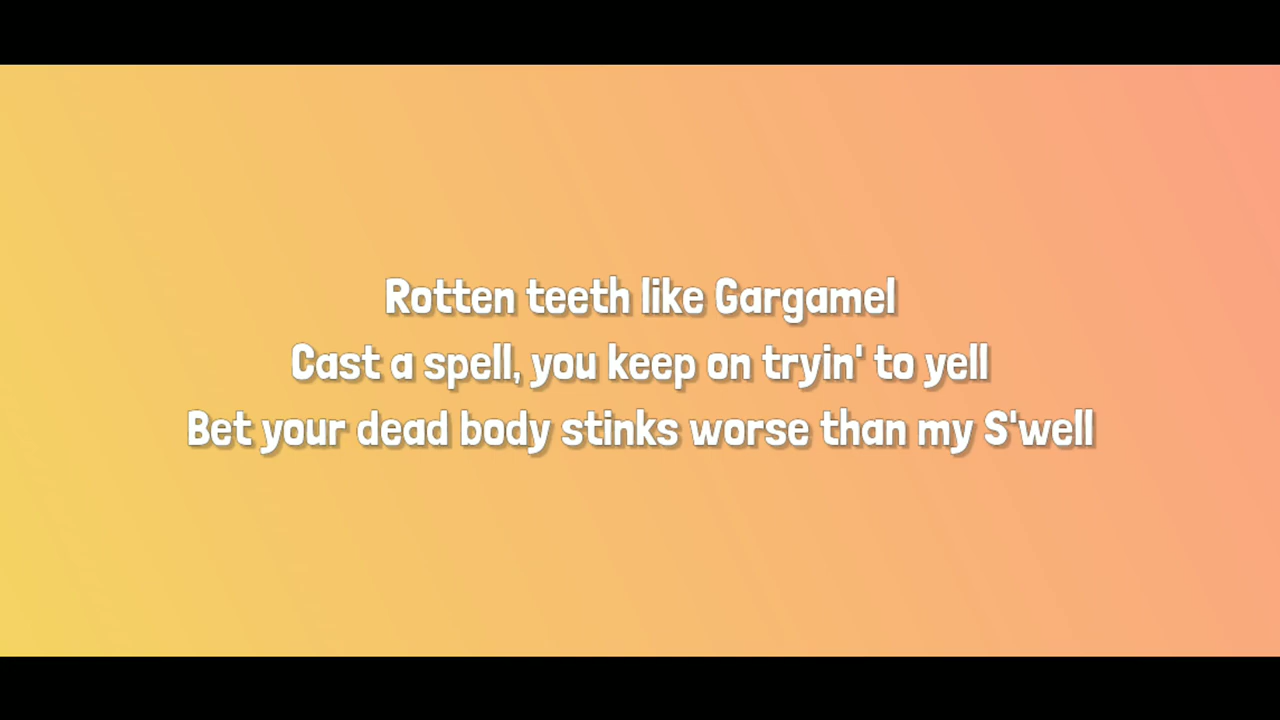 Rotten teeth like Gargamel
Cast a spell, you keep on tryin' to yell
Bet your dead body stinks worse than my S'well